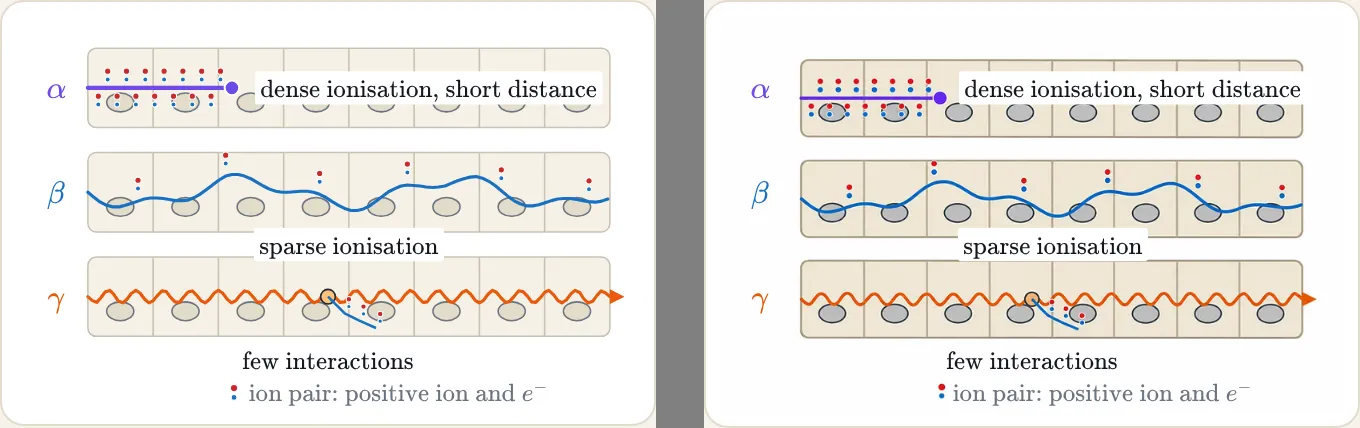 α dense ionisation, short distance
β
sparse ionisation
γ
few interactions
ion pair: positive ion and e⁻
α dense ionisation, short distance
β
sparse ionisation
γ
few interactions
ion pair: positive ion and e⁻